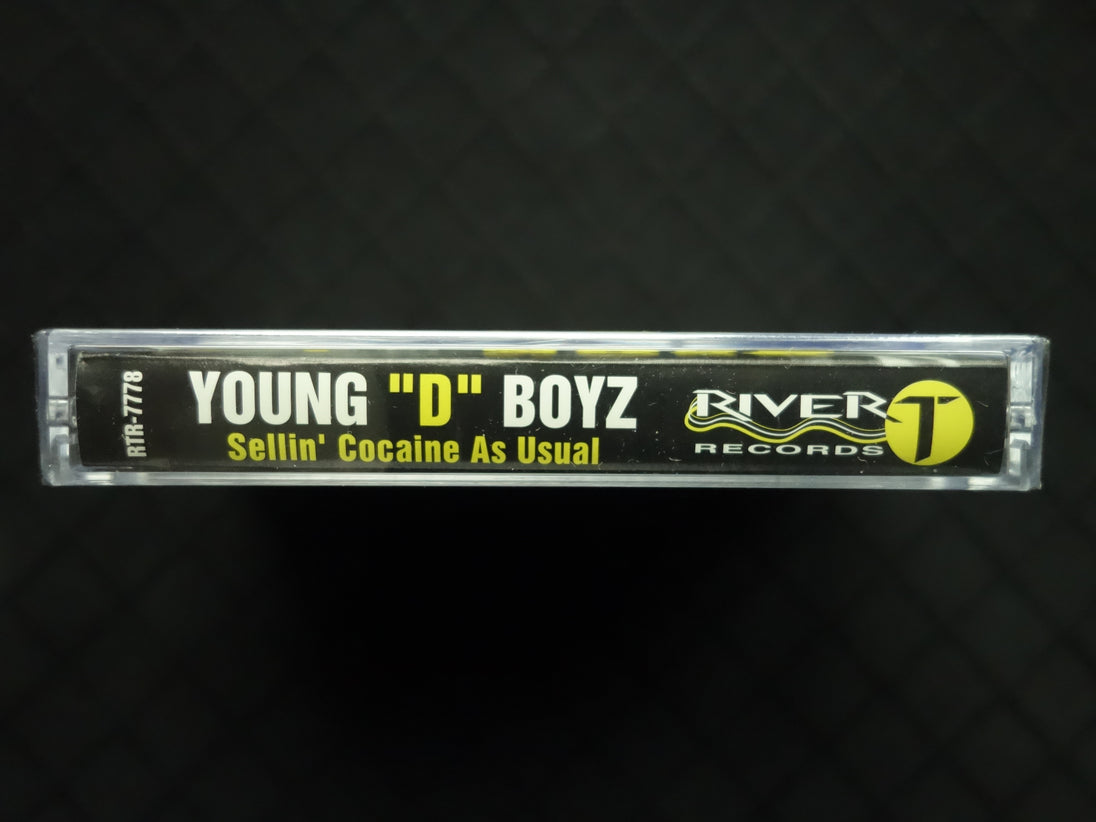 RTR-7778
YOUNG "D" BOYZ
Sellin' Cocaine As Usual
RIVER T
RECORDS